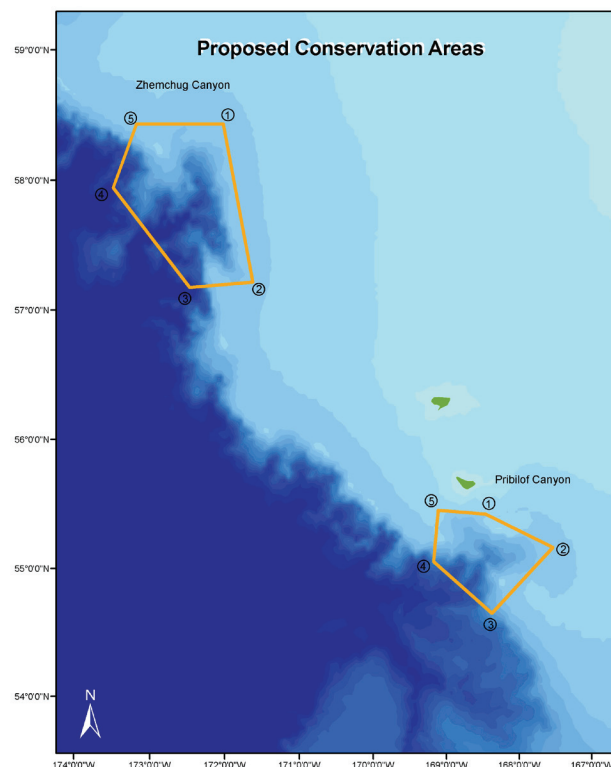 Proposed Conservation Areas
59°0'0"N
Zhemchug Canyon
5
1
58°0'0"N
4
2
3
57°0'0"N
56°0'0"N
Pribilof Canyon
5
1
2
4
55°0'0"N
3
54°0'0"N
N
174°0'0"W 173°0'0"W 172°0'0"W 171°0'0"W 170°0'0"W 169°0'0"W 168°0'0"W 167°0'0"W